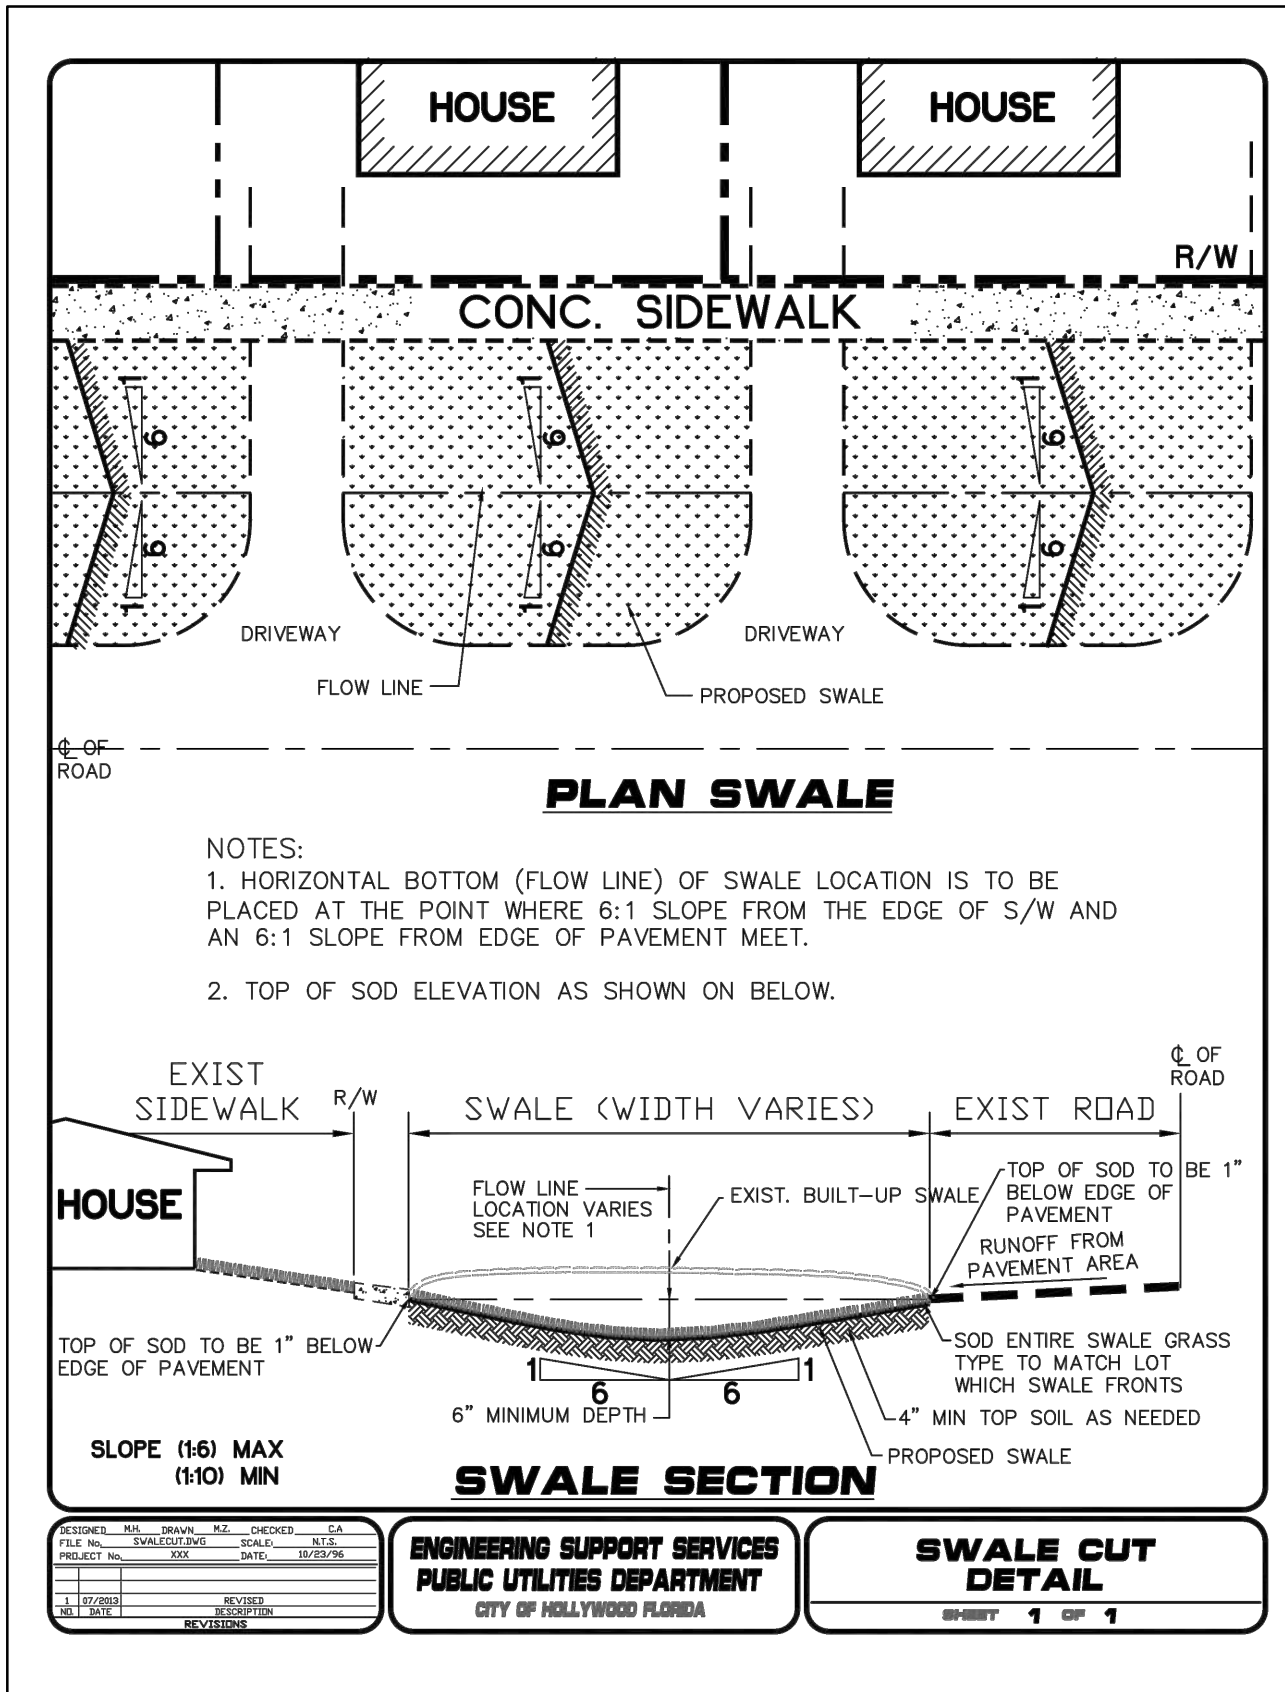 HOUSE
HOUSE
R/W
CONC. SIDEWALK
1
6
1
6
1
6
6
1
6
1
6
1
DRIVEWAY
DRIVEWAY
FLOW LINE
PROPOSED SWALE
℄ OF
ROAD
PLAN SWALE
NOTES:
1. HORIZONTAL BOTTOM (FLOW LINE) OF SWALE LOCATION IS TO BE
PLACED AT THE POINT WHERE 6:1 SLOPE FROM THE EDGE OF S/W AND
AN 6:1 SLOPE FROM EDGE OF PAVEMENT MEET.
2. TOP OF SOD ELEVATION AS SHOWN ON BELOW.
℄ OF
ROAD
EXIST
SIDEWALK
R/W
SWALE (WIDTH VARIES)
EXIST ROAD
HOUSE
FLOW LINE
LOCATION VARIES
SEE NOTE 1
EXIST. BUILT-UP SWALE
TOP OF SOD TO BE 1"
BELOW EDGE OF
PAVEMENT
RUNOFF FROM
PAVEMENT AREA
TOP OF SOD TO BE 1" BELOW
EDGE OF PAVEMENT
1
6
6
1
SOD ENTIRE SWALE GRASS
TYPE TO MATCH LOT
WHICH SWALE FRONTS
6" MINIMUM DEPTH
4" MIN TOP SOIL AS NEEDED
PROPOSED SWALE
SLOPE (1:6) MAX
(1:10) MIN
SWALE SECTION
DESIGNED M.H. DRAWN M.Z. CHECKED C.A
FILE No. SWALECUT.DWG SCALE: N.T.S.
PROJECT No. XXX DATE: 10/23/96
1 07/2013 REVISED
NO. DATE DESCRIPTION
REVISIONS
ENGINEERING SUPPORT SERVICES
PUBLIC UTILITIES DEPARTMENT
CITY OF HOLLYWOOD FLORIDA
SWALE CUT
DETAIL
SHEET 1 OF 1